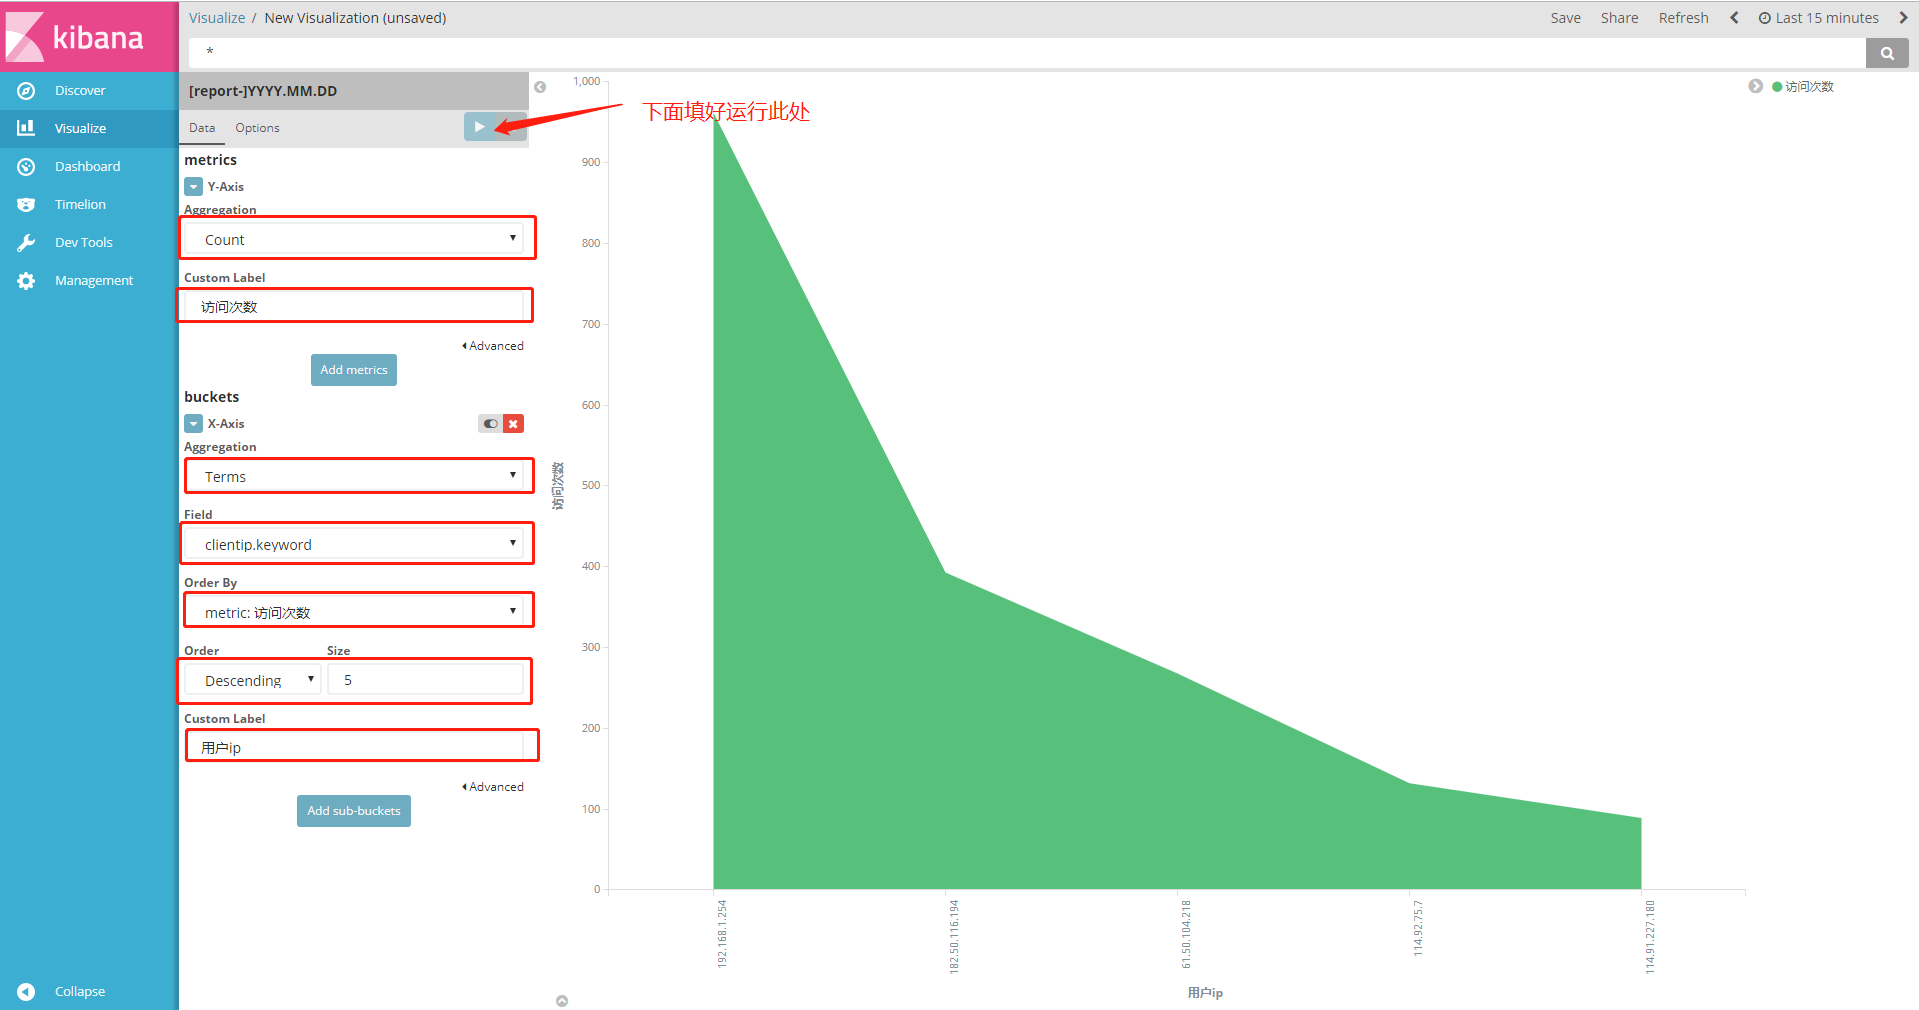 kibana
Visualize / New Visualization (unsaved)
Save Share Refresh Last 15 minutes
*
Discover
Visualize
Dashboard
Timelion
Dev Tools
Management
Collapse
[report-]YYYY.MM.DD
Data Options
metrics
Y-Axis
Aggregation
Count
Custom Label
访问次数
Advanced
Add metrics
buckets
X-Axis
Aggregation
Terms
Field
clientip.keyword
Order By
metric: 访问次数
Order Size
Descending 5
Custom Label
用户ip
Advanced
Add sub-buckets
下面填好运行此处
访问次数
访问次数
1,000
900
800
700
600
500
400
300
200
100
0
192.168.1.254
182.50.116.194
61.50.104.218
114.92.75.7
114.91.227.180
用户ip